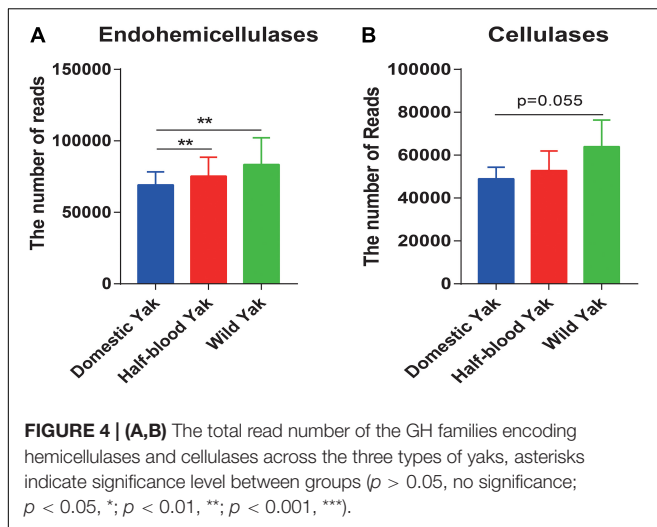 A Endohemicellulases
150000
100000
50000
0
The number of reads
**
**
Domestic Yak
Half-blood Yak
Wild Yak
B Cellulases
100000
80000
60000
40000
20000
0
The number of Reads
p=0.055
Domestic Yak
Half-blood Yak
Wild Yak
FIGURE 4 | (A,B) The total read number of the GH families encoding
hemicellulases and cellulases across the three types of yaks, asterisks
indicate significance level between groups (p > 0.05, no significance;
p < 0.05, *; p < 0.01, **; p < 0.001, ***).